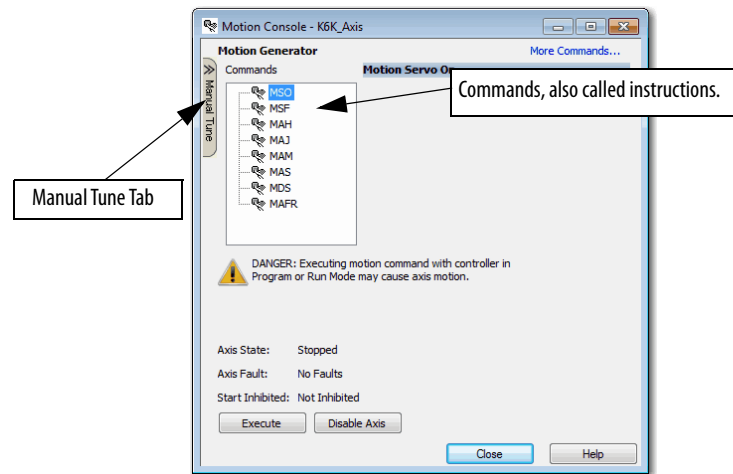 Motion Console - K6K_Axis
Motion Generator
More Commands...
Manual Tune
Commands
Motion Servo On
MSO
MSF
MAH
MAJ
MAM
MAS
MDS
MAFR
Commands, also called instructions.
Manual Tune Tab
DANGER: Executing motion command with controller in
Program or Run Mode may cause axis motion.
Axis State: Stopped
Axis Fault: No Faults
Start Inhibited: Not Inhibited
Execute
Disable Axis
Close
Help